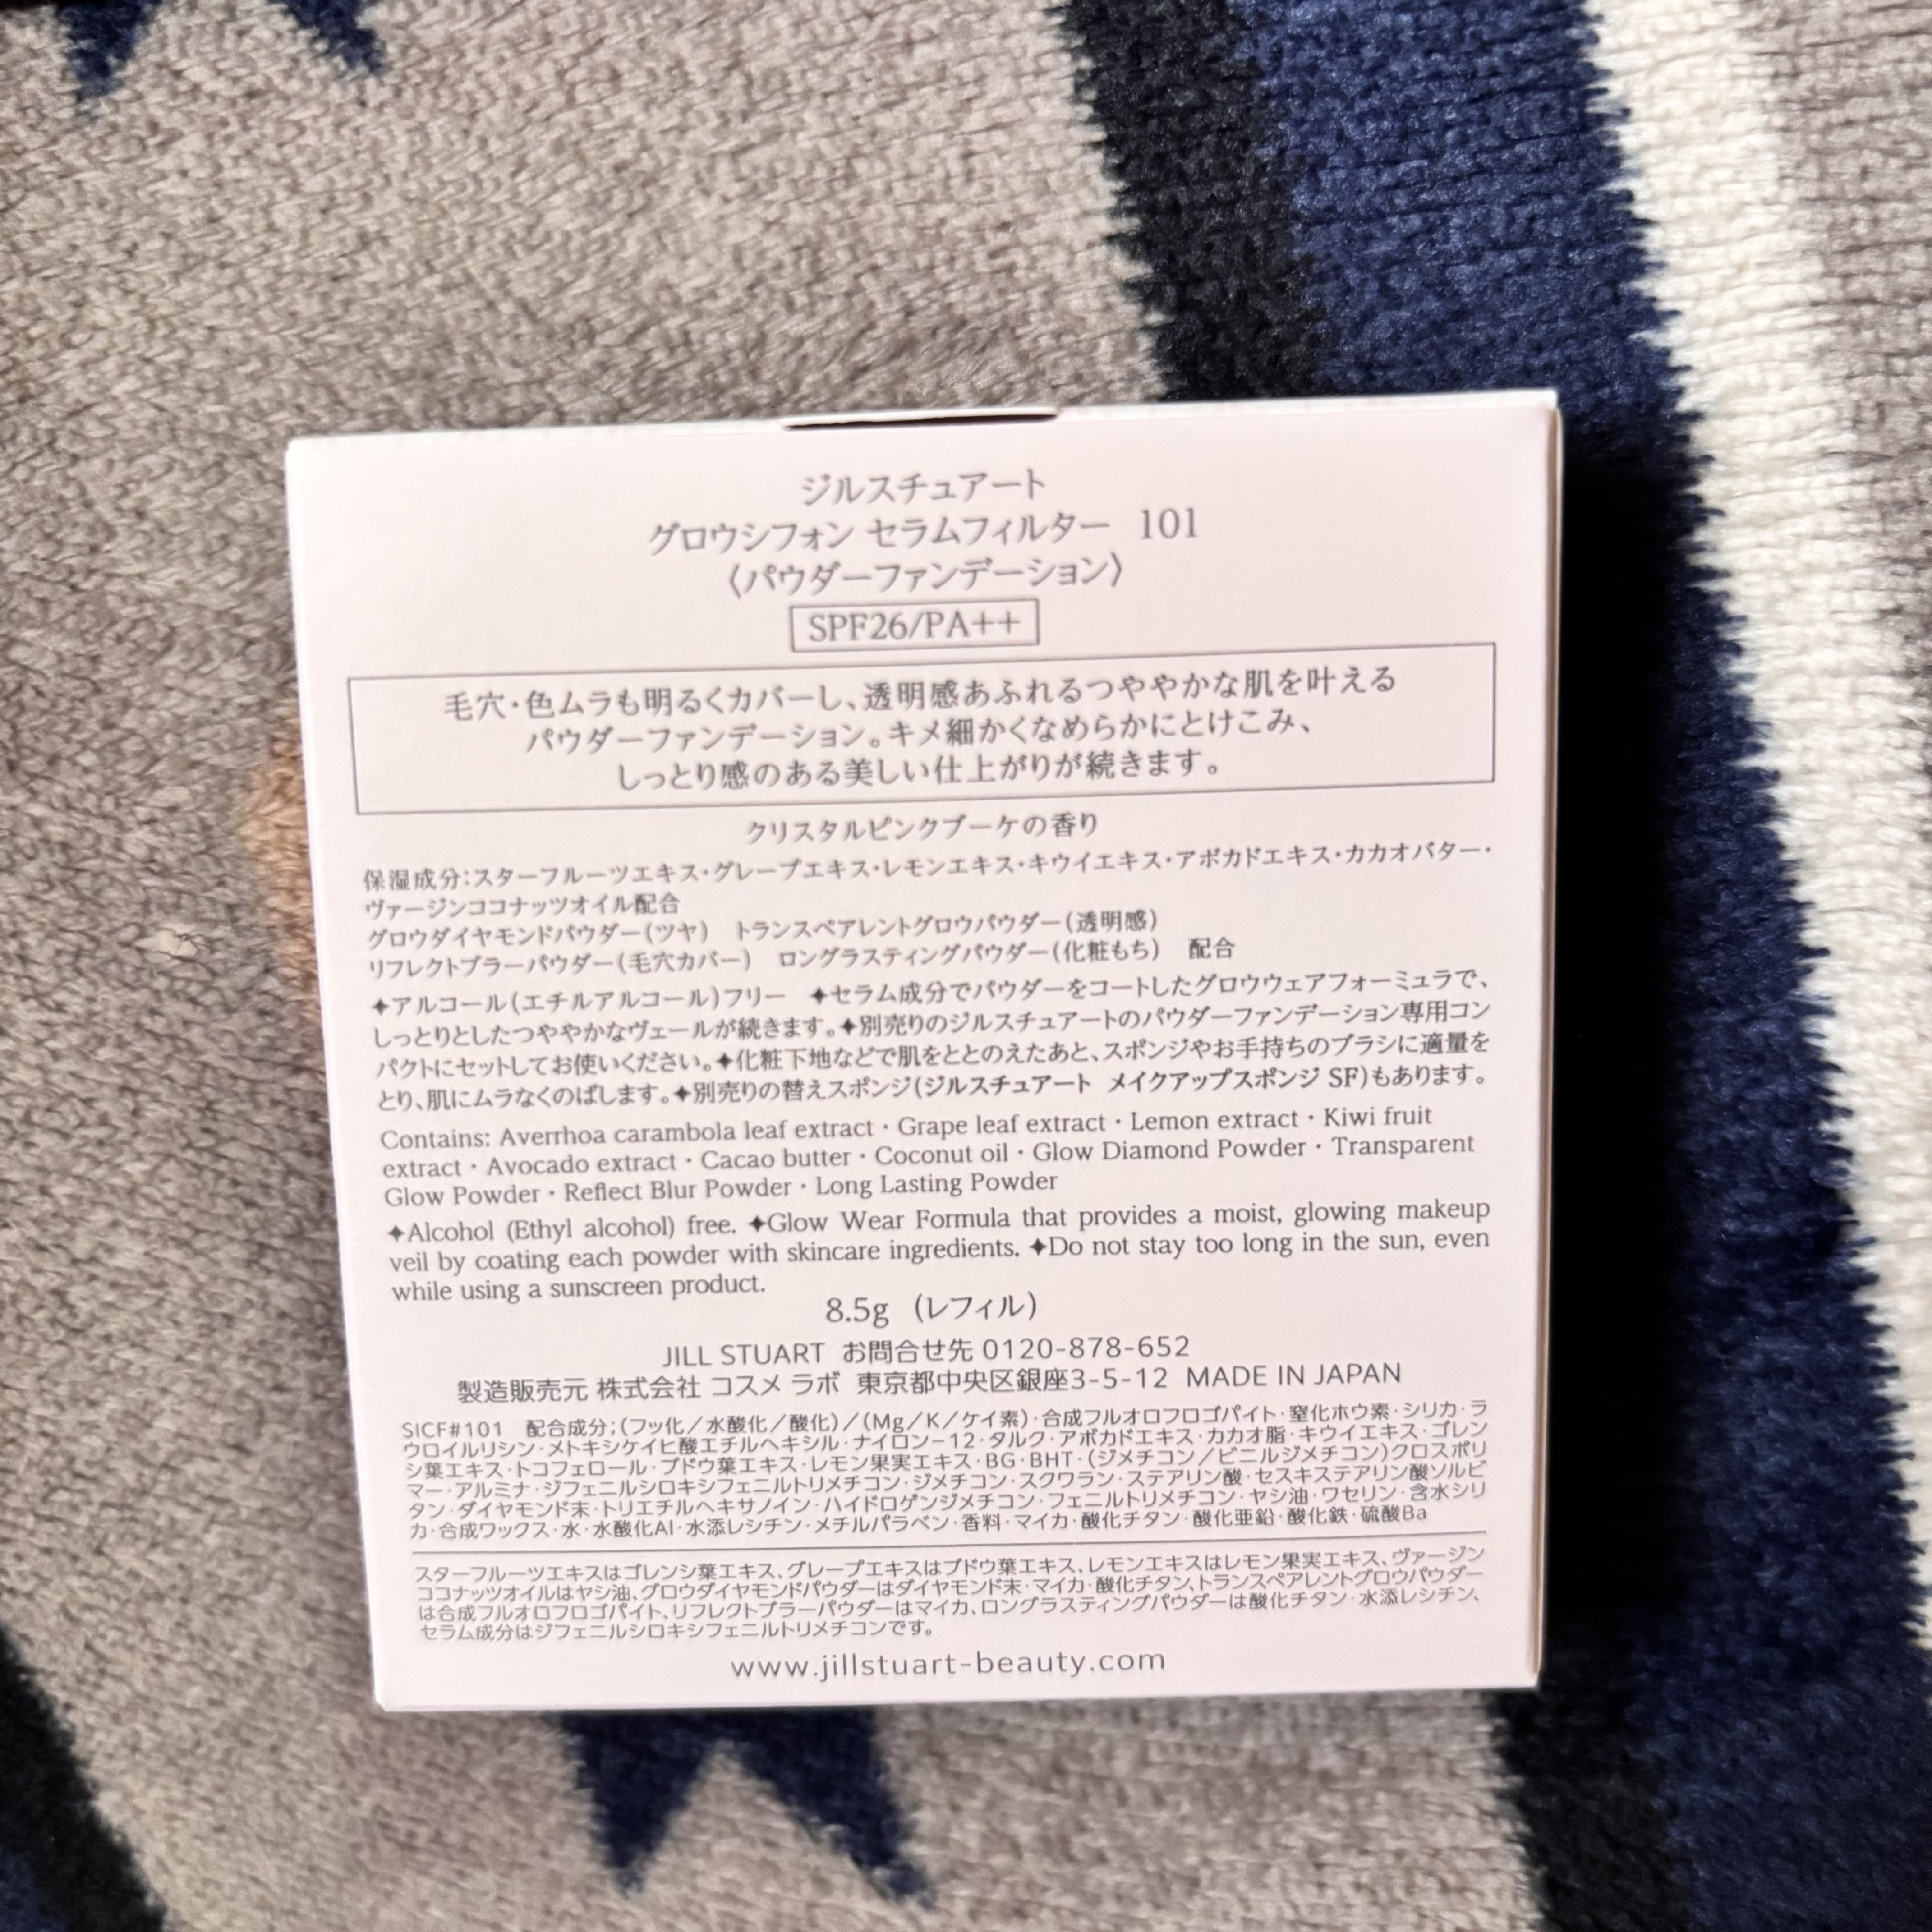 ジルスチュアート
グロウシフォン セラムフィルター 101
〈パウダーファンデーション〉
SPF26/PA++
毛穴・色ムラも明るくカバーし、透明感あふれるつややかな肌を叶える
パウダーファンデーション。キメ細かくなめらかにとけこみ、
しっとり感のある美しい仕上がりが続きます。
クリスタルピンクブーケの香り
保湿成分:スターフルーツエキス・グレープエキス・レモンエキス・キウイエキス・アボカドエキス・カカオバター・
ヴァージンココナッツオイル配合
グロウダイヤモンドパウダー(ツヤ) トランスペアレントグロウパウダー(透明感)
リフレクトブラーパウダー(毛穴カバー) ロングラスティングパウダー(化粧もち) 配合
✦アルコール(エチルアルコール)フリー ✦セラム成分でパウダーをコートしたグロウウェアフォーミュラで、
しっとりとしたつややかなヴェールが続きます。✦別売りのジルスチュアートのパウダーファンデーション専用コン
パクトにセットしてお使いください。✦化粧下地などで肌をととのえたあと、スポンジやお手持ちのブラシに適量を
とり、肌にムラなくのばします。✦別売りの替えスポンジ(ジルスチュアート メイクアップスポンジ SF)もあります。
Contains: Averrhoa carambola leaf extract・Grape leaf extract・Lemon extract・Kiwi fruit
extract・Avocado extract・Cacao butter・Coconut oil・Glow Diamond Powder・Transparent
Glow Powder・Reflect Blur Powder・Long Lasting Powder
✦Alcohol (Ethyl alcohol) free. ✦Glow Wear Formula that provides a moist, glowing makeup
veil by coating each powder with skincare ingredients. ✦Do not stay too long in the sun, even
while using a sunscreen product.
8.5g (レフィル)
JILL STUART お問合せ先 0120-878-652
製造販売元 株式会社 コスメ ラボ 東京都中央区銀座3-5-12 MADE IN JAPAN
SICF#101 配合成分;(フッ化/水酸化/酸化)/(Mg/K/ケイ素)・合成フルオロフロゴパイト・窒化ホウ素・シリカ・ラ
ウロイルリシン・メトキシケイヒ酸エチルヘキシル・ナイロン-12・タルク・アボカドエキス・カカオ脂・キウイエキス・ゴレン
シ葉エキス・トコフェロール・ブドウ葉エキス・レモン果実エキス・BG・BHT・(ジメチコン/ビニルジメチコン)クロスポリ
マー・アルミナ・ジフェニルシロキシフェニルトリメチコン・ジメチコン・スクワラン・ステアリン酸・セスキステアリン酸ソルビ
タン・ダイヤモンド末・トリエチルヘキサノイン・ハイドロゲンジメチコン・フェニルトリメチコン・ヤシ油・ワセリン・含水シリ
カ・合成ワックス・水・水酸化Al・水添レシチン・メチルパラベン・香料・マイカ・酸化チタン・酸化亜鉛・酸化鉄・硫酸Ba
スターフルーツエキスはゴレンシ葉エキス、グレープエキスはブドウ葉エキス、レモンエキスはレモン果実エキス、ヴァージン
ココナッツオイルはヤシ油、グロウダイヤモンドパウダーはダイヤモンド末・マイカ・酸化チタン、トランスペアレントグロウパウダー
は合成フルオロフロゴパイト、リフレクトブラーパウダーはマイカ、ロングラスティングパウダーは酸化チタン・水添レシチン、
セラム成分はジフェニルシロキシフェニルトリメチコンです。
www.jillstuart-beauty.com